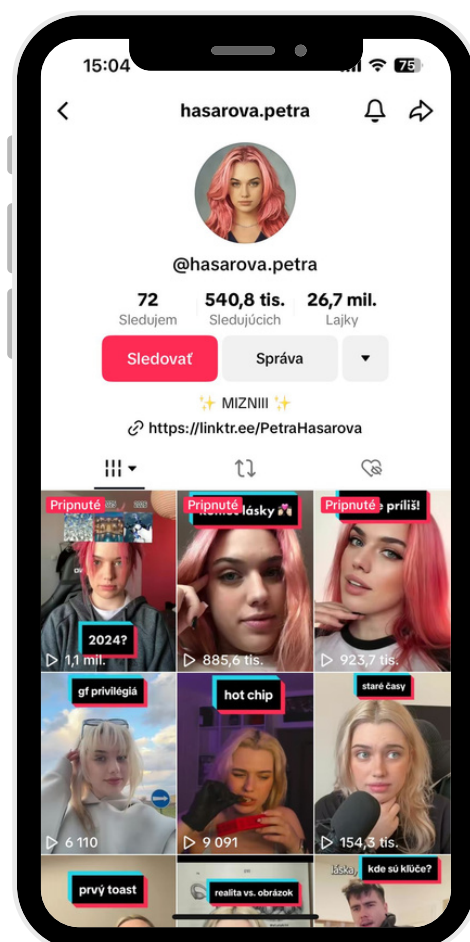 15:04
75
hasarova.petra
@hasarova.petra
72 540,8 tis. 26,7 mil.
Sledujem Sledujúcich Lajky
Sledovať Správa
✨ MIZNIII ✨
https://linktr.ee/PetraHasarova
Pripnuté Pripnuté lásky Pripnuté príliš!
2024?
1,1 mil. 885,6 tis. 923,7 tis.
gf privilégiá hot chip staré časy
6 110 9 091 154,3 tis.
prvý toast realita vs. obrázok láska, kde sú kľúče?